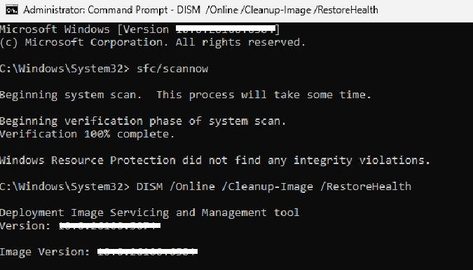 Administrator: Command Prompt - DISM /Online /Cleanup-Image /RestoreHealth
Microsoft Windows [Version
(c) Microsoft Corporation. All rights reserved.
C:\Windows\System32> sfc/scannow
Beginning system scan. This process will take some time.
Beginning verification phase of system scan.
Verification 100% complete.
Windows Resource Protection did not find any integrity violations.
C:\Windows\System32> DISM /Online /Cleanup-Image /RestoreHealth
Deployment Image Servicing and Management tool
Version:
Image Version: